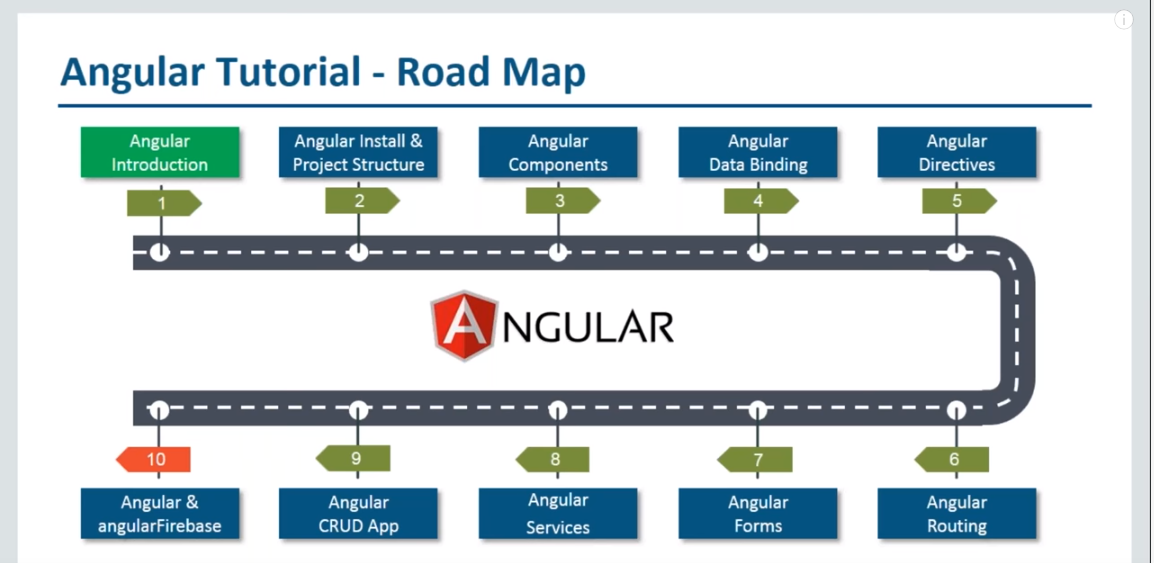 Angular Tutorial - Road Map
Angular
Introduction
Angular Install &
Project Structure
Angular
Components
Angular
Data Binding
Angular
Directives
1
2
3
4
5
ANGULAR
10
9
8
7
6
Angular &
angularFirebase
Angular
CRUD App
Angular
Services
Angular
Forms
Angular
Routing